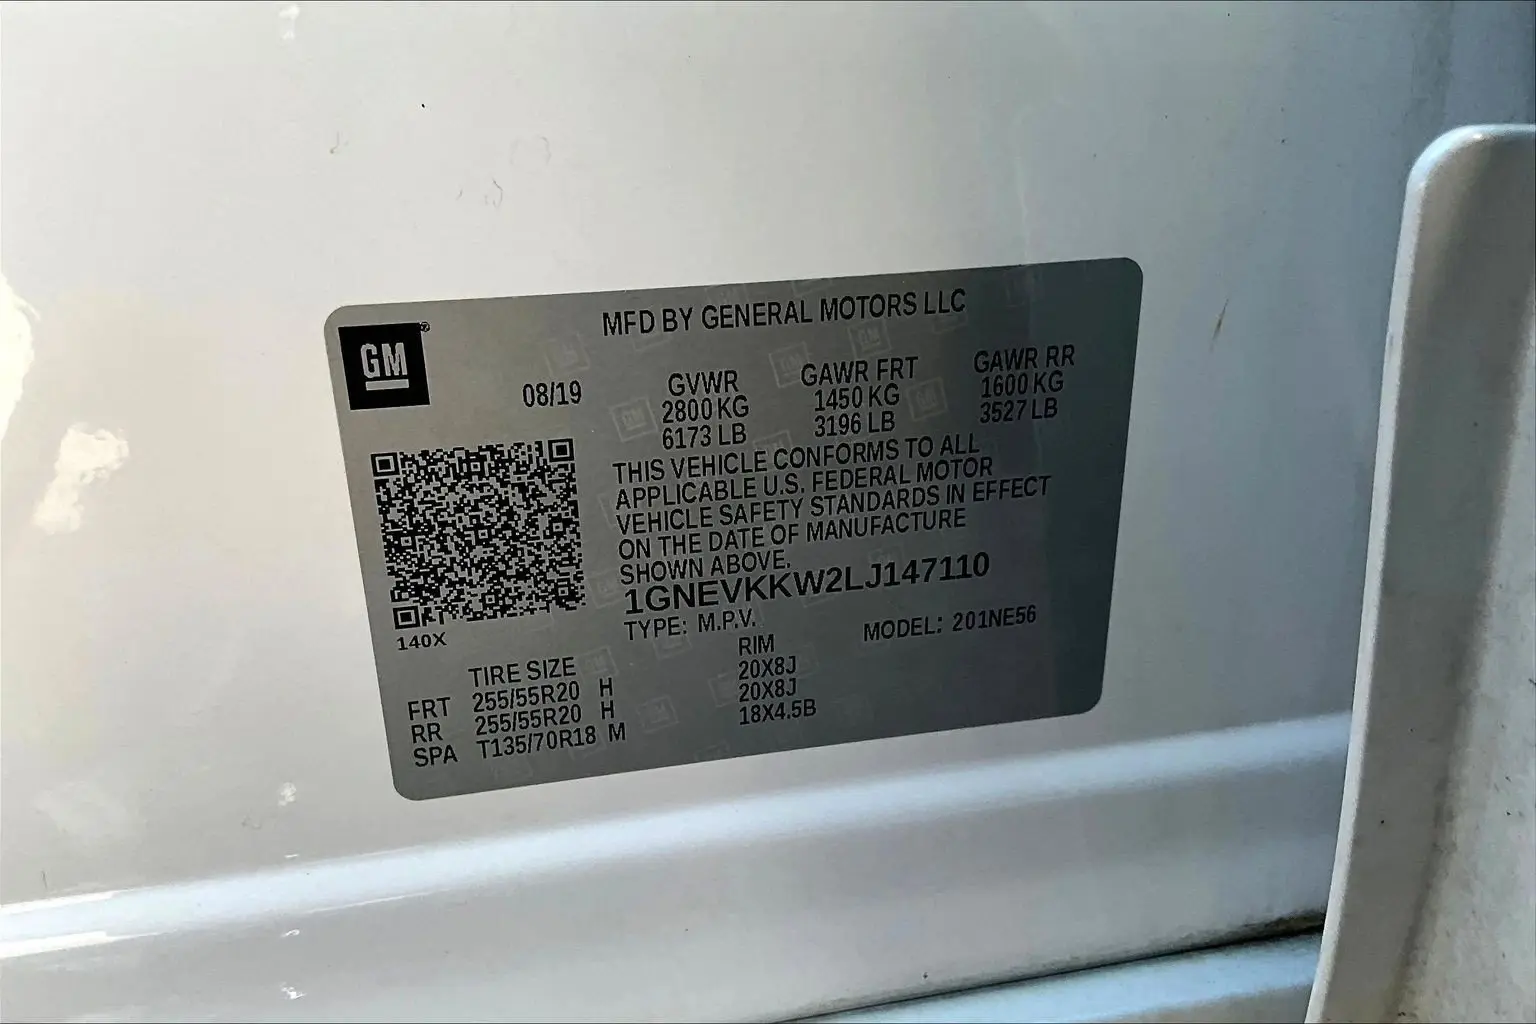 MFD BY GENERAL MOTORS LLC
GM
08/19
GVWR GAWR FRT GAWR RR
2800 KG 1450 KG 1600 KG
6173 LB 3196 LB 3527 LB
THIS VEHICLE CONFORMS TO ALL
APPLICABLE U.S. FEDERAL MOTOR
VEHICLE SAFETY STANDARDS IN EFFECT
ON THE DATE OF MANUFACTURE
SHOWN ABOVE.
1GNEVKKW2LJ147110
TYPE: M.P.V. MODEL: 201NE56
140X
TIRE SIZE RIM
FRT 255/55R20 H 20X8J
RR 255/55R20 H 20X8J
SPA T135/70R18 M 18X4.5B